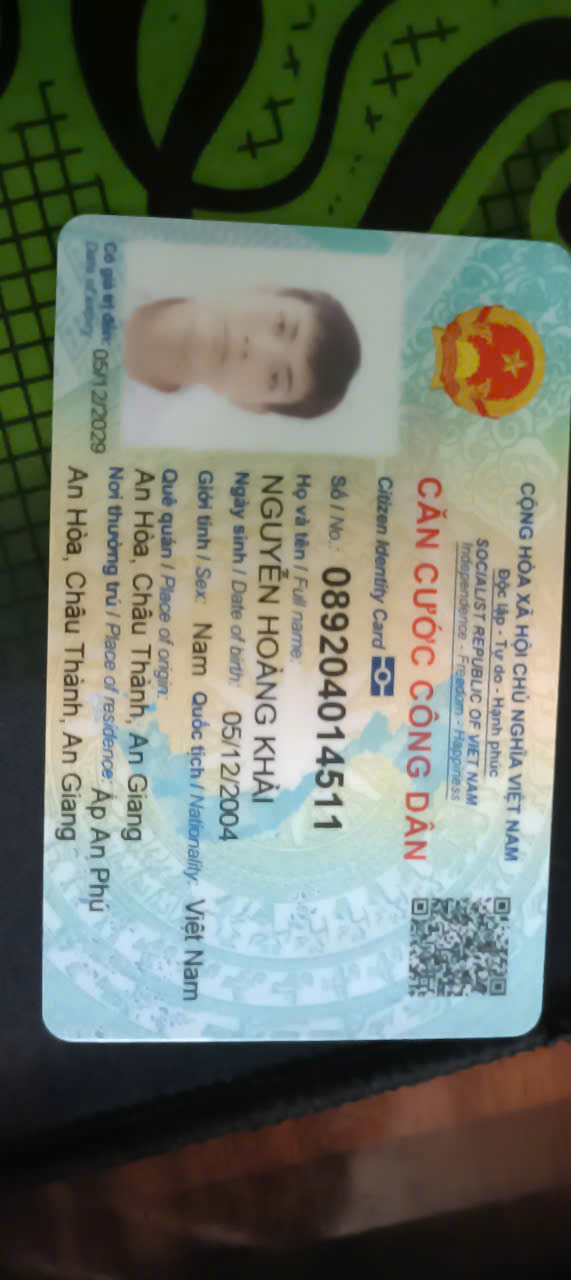 CỘNG HÒA XÃ HỘI CHỦ NGHĨA VIỆT NAM
Độc lập - Tự do - Hạnh phúc
SOCIALIST REPUBLIC OF VIET NAM
Independence - Freedom - Happiness
CĂN CƯỚC CÔNG DÂN
Citizen Identity Card
Số / No.: 089204014511
Họ và tên / Full name:
NGUYỄN HOÀNG KHẢI
Ngày sinh / Date of birth: 05/12/2004
Giới tính / Sex: Nam Quốc tịch / Nationality: Việt Nam
Quê quán / Place of origin:
An Hòa, Châu Thành, An Giang
Nơi thường trú / Place of residence: Ấp An Phú
An Hòa, Châu Thành, An Giang
Có giá trị đến: 05/12/2029
Date of expiry